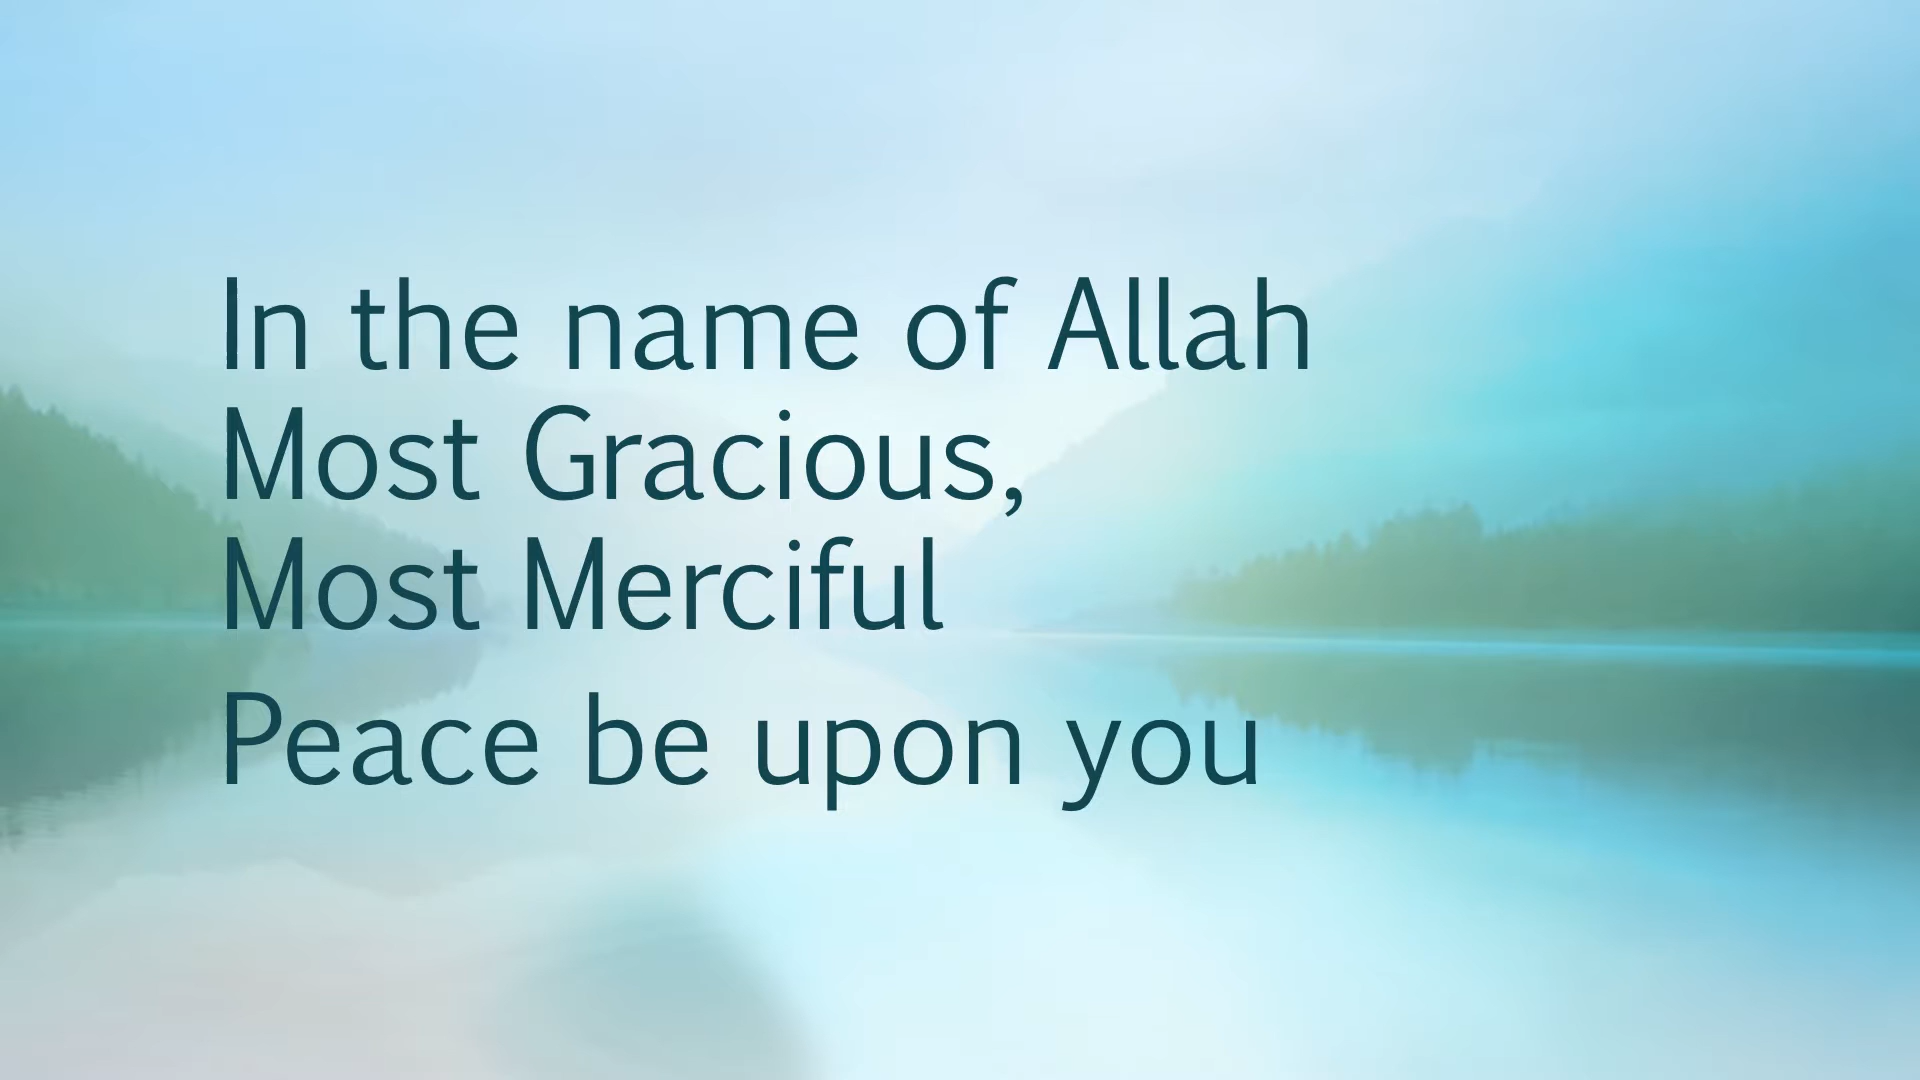 In the name of Allah
Most Gracious,
Most Merciful
Peace be upon you